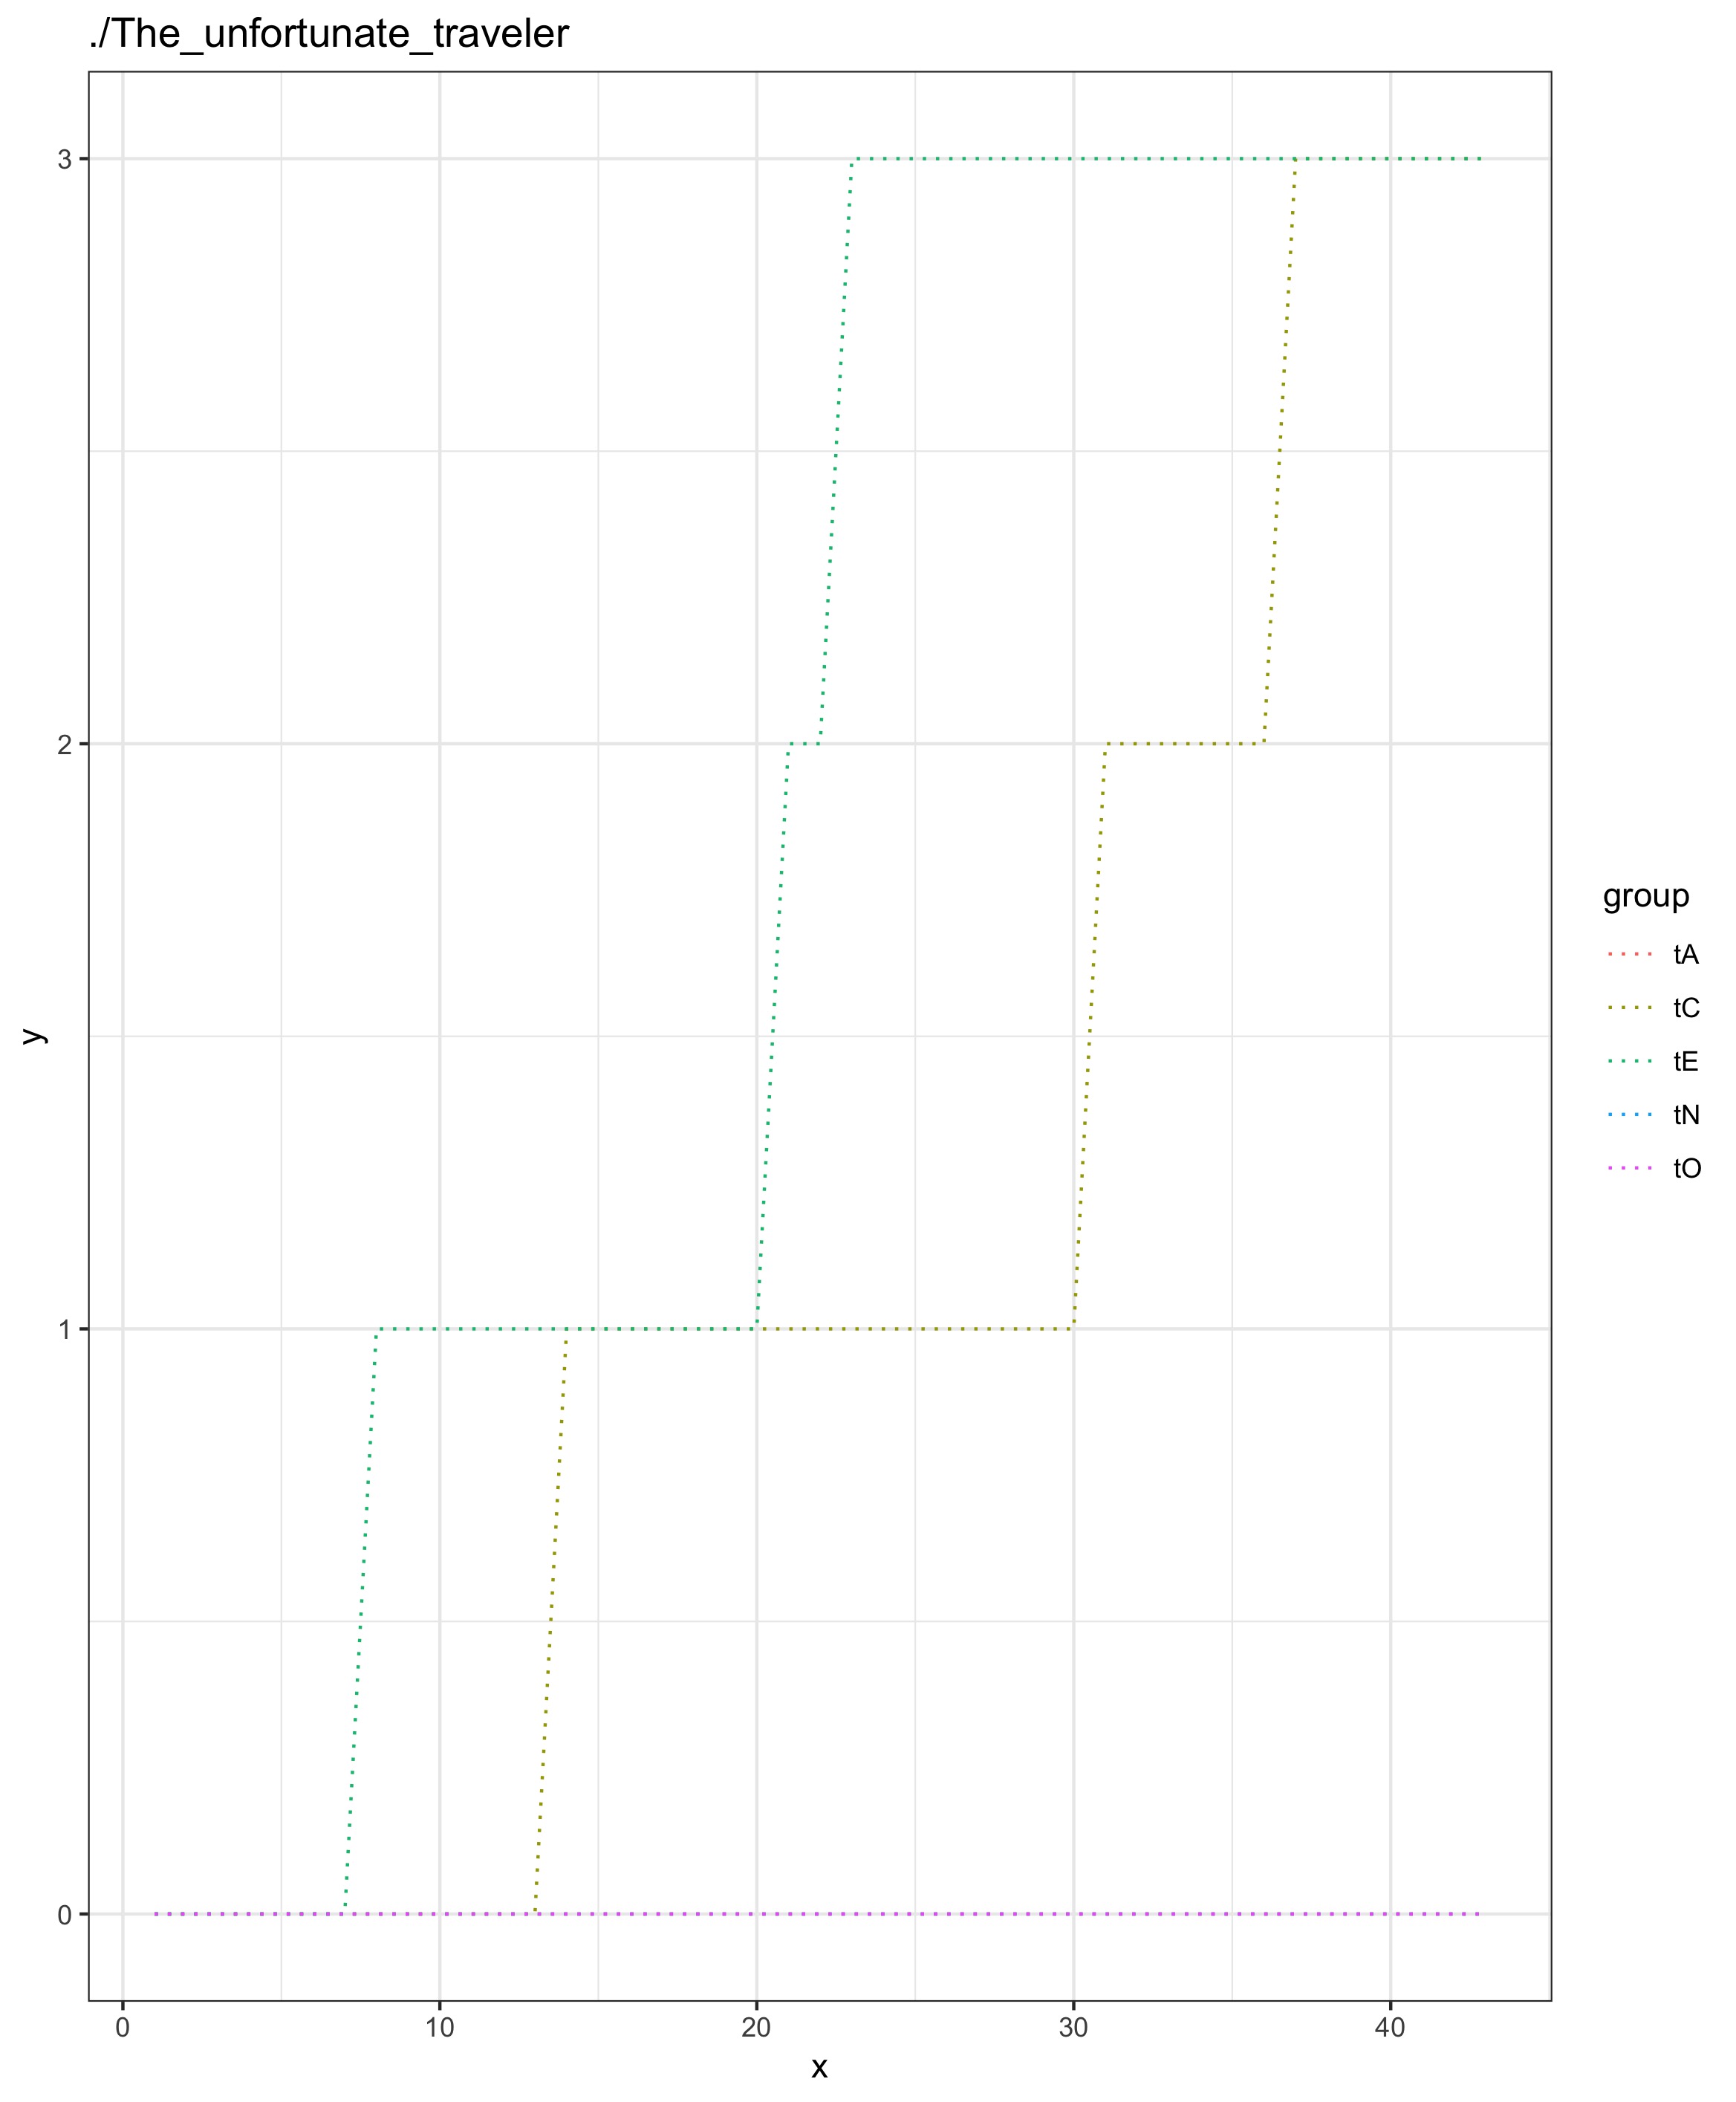 ./The_unfortunate_traveler
3
2
1
0
y
0 10 20 30 40
x
group
tA
tC
tE
tN
tO